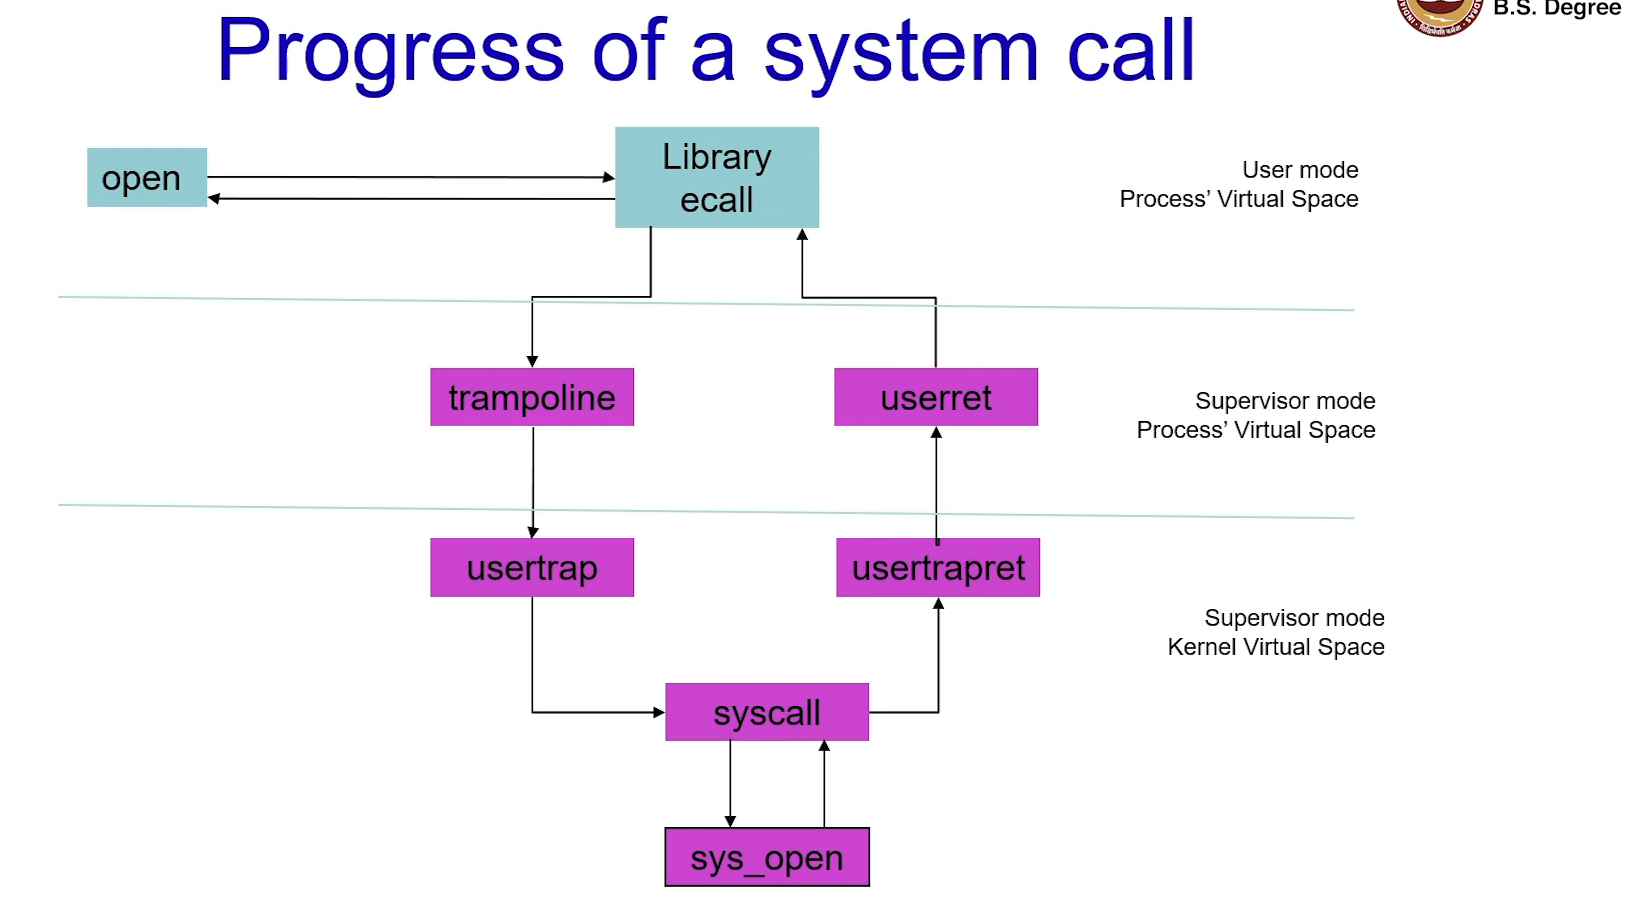 Progress of a system call
B.S. Degree
open
Library
ecall
User mode
Process’ Virtual Space
trampoline
userret
Supervisor mode
Process’ Virtual Space
usertrap
usertrapret
Supervisor mode
Kernel Virtual Space
syscall
sys_open